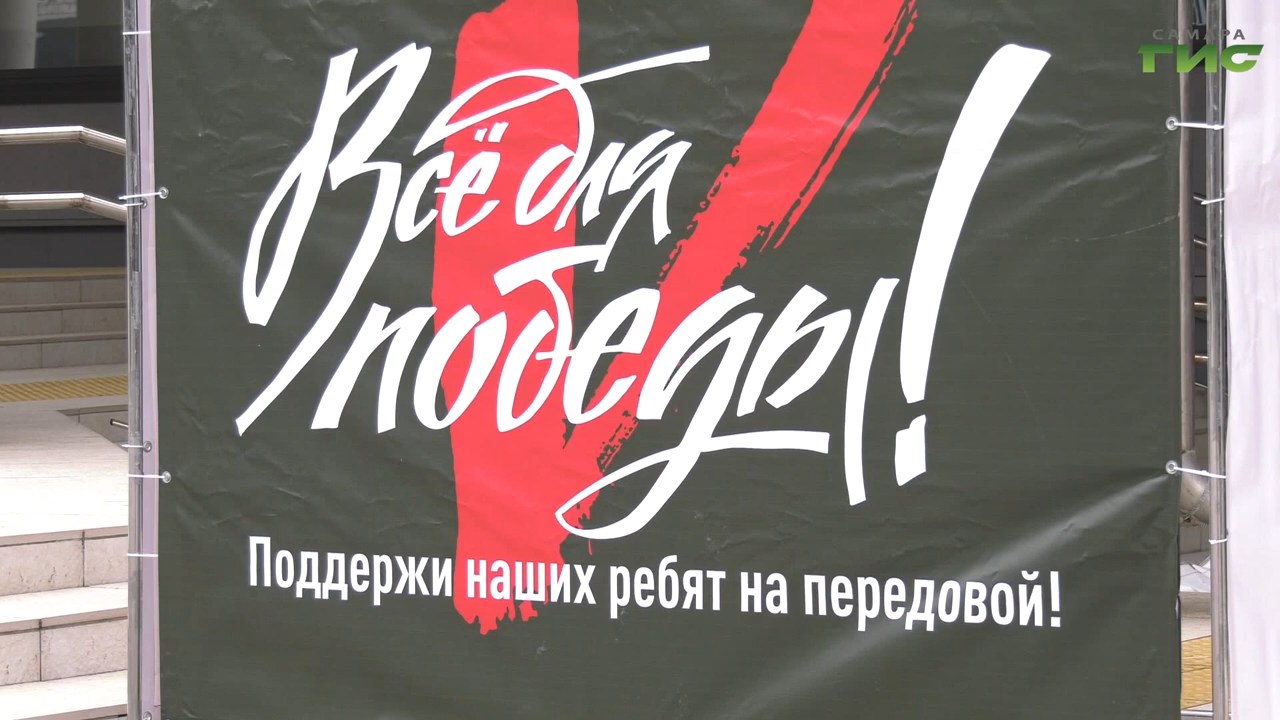 САМАРА
ГИС
Всё для
победы!
Поддержи наших ребят на передовой!